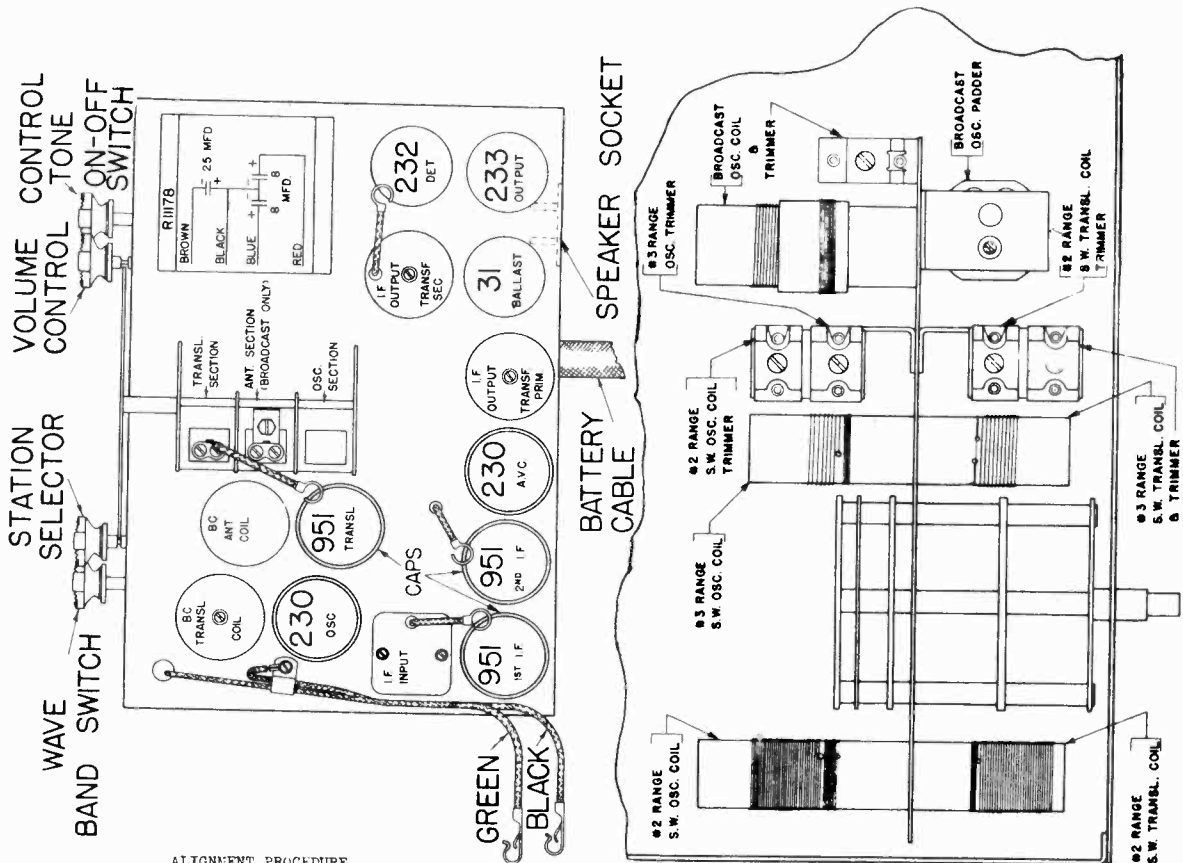 WAVE
BAND SWITCH
STATION
SELECTOR
VOLUME
CONTROL
CONTROL
TONE
ON-OFF
SWITCH
R11178
BROWN
25 MFD
+
BLACK
BLUE
+
+
8
8
MFD.
RED
TRANSL.
SECTION
ANT. SECTION
(BROADCAST ONLY)
OSC.
SECTION
BC
TRANSL
COIL
BC
ANT
COIL
230
OSC
951
TRANSL
CAPS
I.F
INPUT
951
1ST I.F
951
2ND I.F
230
A.V.C
I.F
OUTPUT
TRANSF
PRIM.
I.F
OUTPUT
TRANSF
SEC
232
DET
31
BALLAST
233
OUTPUT
GREEN
BLACK
BATTERY
CABLE
SPEAKER SOCKET
ALIGNMENT PROCEDURE
#3 RANGE
OSC. TRIMMER
BROADCAST
OSC. COIL
&
TRIMMER
BROADCAST
OSC. PADDER
#2 RANGE
S.W. TRANSL. COIL
TRIMMER
#2 RANGE
S.W. OSC. COIL
TRIMMER
#3 RANGE
S.W. OSC. COIL
#3 RANGE
S.W. TRANSL. COIL
& TRIMMER
#2 RANGE
S.W. OSC. COIL
#2 RANGE
S.W. TRANSL. COIL